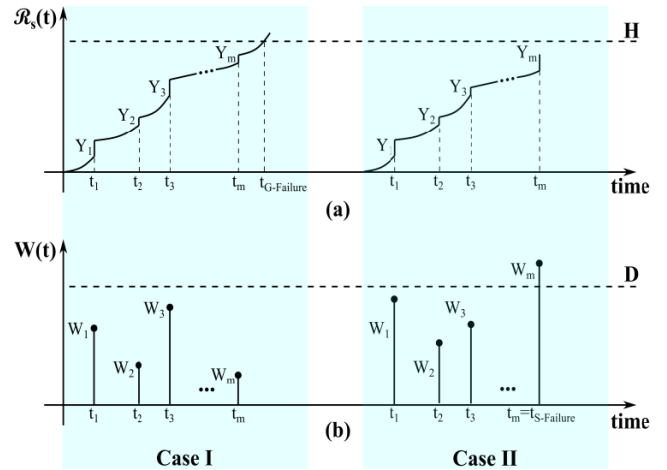 ℛs(t)
H
Ym Ym
Y3 Y3
Y2 Y2
Y1 Y
t1 t2 t3 tm tG-Failure t1 t2 t3 tm time
(a)
W(t)
Wm D
W3 W1 W3
W1 W2
W2 Wm
t1 t2 t3 tm t1 t2 t3 tm=tS-Failure time
(b)
Case I Case II